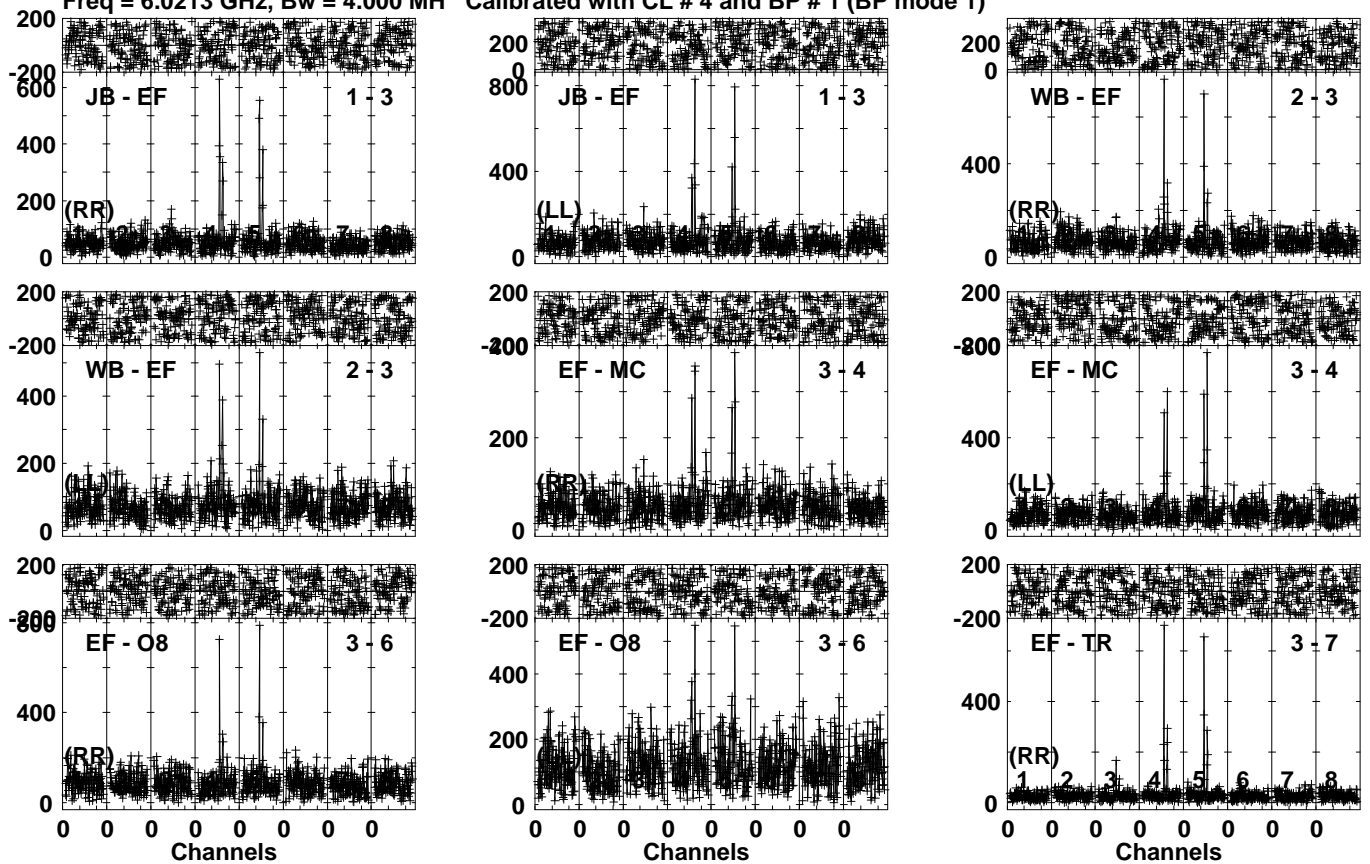 Freq = 6.0213 GHz, Bw = 4.000 MH Calibrated with CL # 4 and BP # 1 (BP mode 1)
-200
600
400
200
0
JB - EF 1 - 3
(RR)
200
0
800
400
0
JB - EF 1 - 3
(LL)
200
0
400
0
WB - EF 2 - 3
(RR)
200
-200
400
200
0
WB - EF 2 - 3
(LL)
200
200
0
EF - MC 3 - 4
(RR)
200
400
0
EF - MC 3 - 4
(LL)
200
400
0
EF - O8 3 - 6
(RR)
200
-200
400
200
0
EF - O8 3 - 6
200
-200
400
0
EF - TR 3 - 7
(RR)
1 2 3 4 5 6 7 8
0 0 0 0 0 0 0 0
Channels
0 0 0 0 0 0 0 0
Channels
0 0 0 0 0 0 0 0
Channels